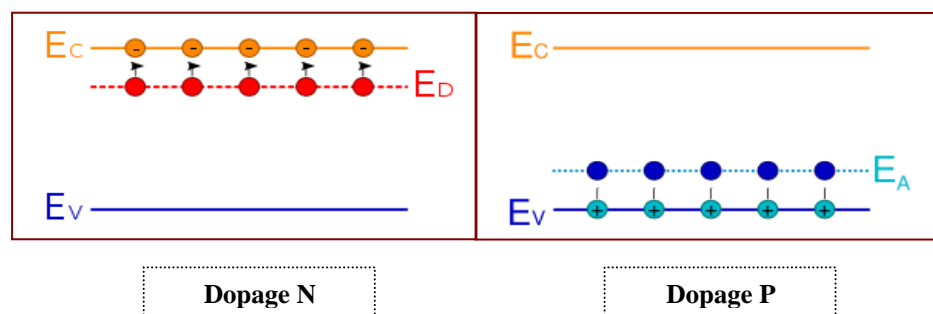 EC
- - - - -
ED
EV
EC
EA
EV
+ + + + +
Dopage N
Dopage P